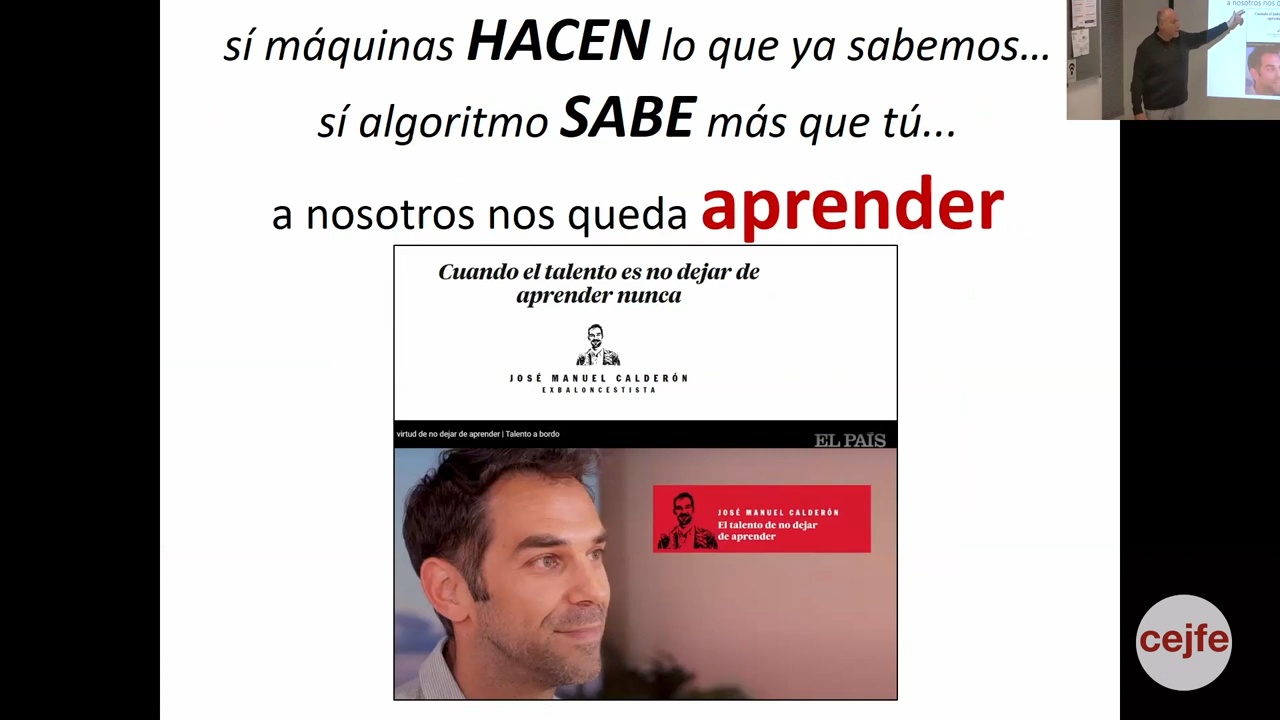 sí máquinas HACEN lo que ya sabemos...
sí algoritmo SABE más que tú...
a nosotros nos queda aprender
Cuando el talento es no dejar de
aprender nunca
JOSÉ MANUEL CALDERÓN
EXBALONCESTISTA
virtud de no dejar de aprender | Talento a bordo
EL PAÍS
JOSÉ MANUEL CALDERÓN
El talento de no dejar
de aprender
cejfe
a nosotros nos q